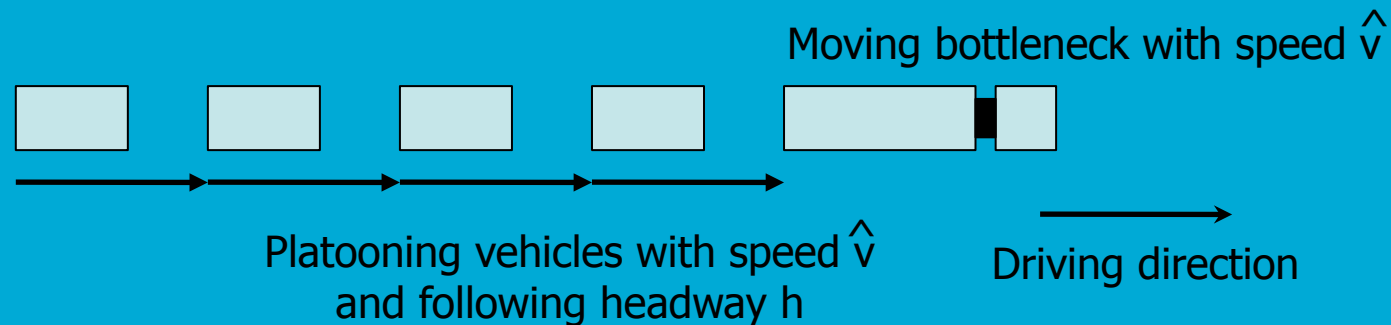 Moving bottleneck with speed v̂
Platooning vehicles with speed v̂
and following headway h
Driving direction